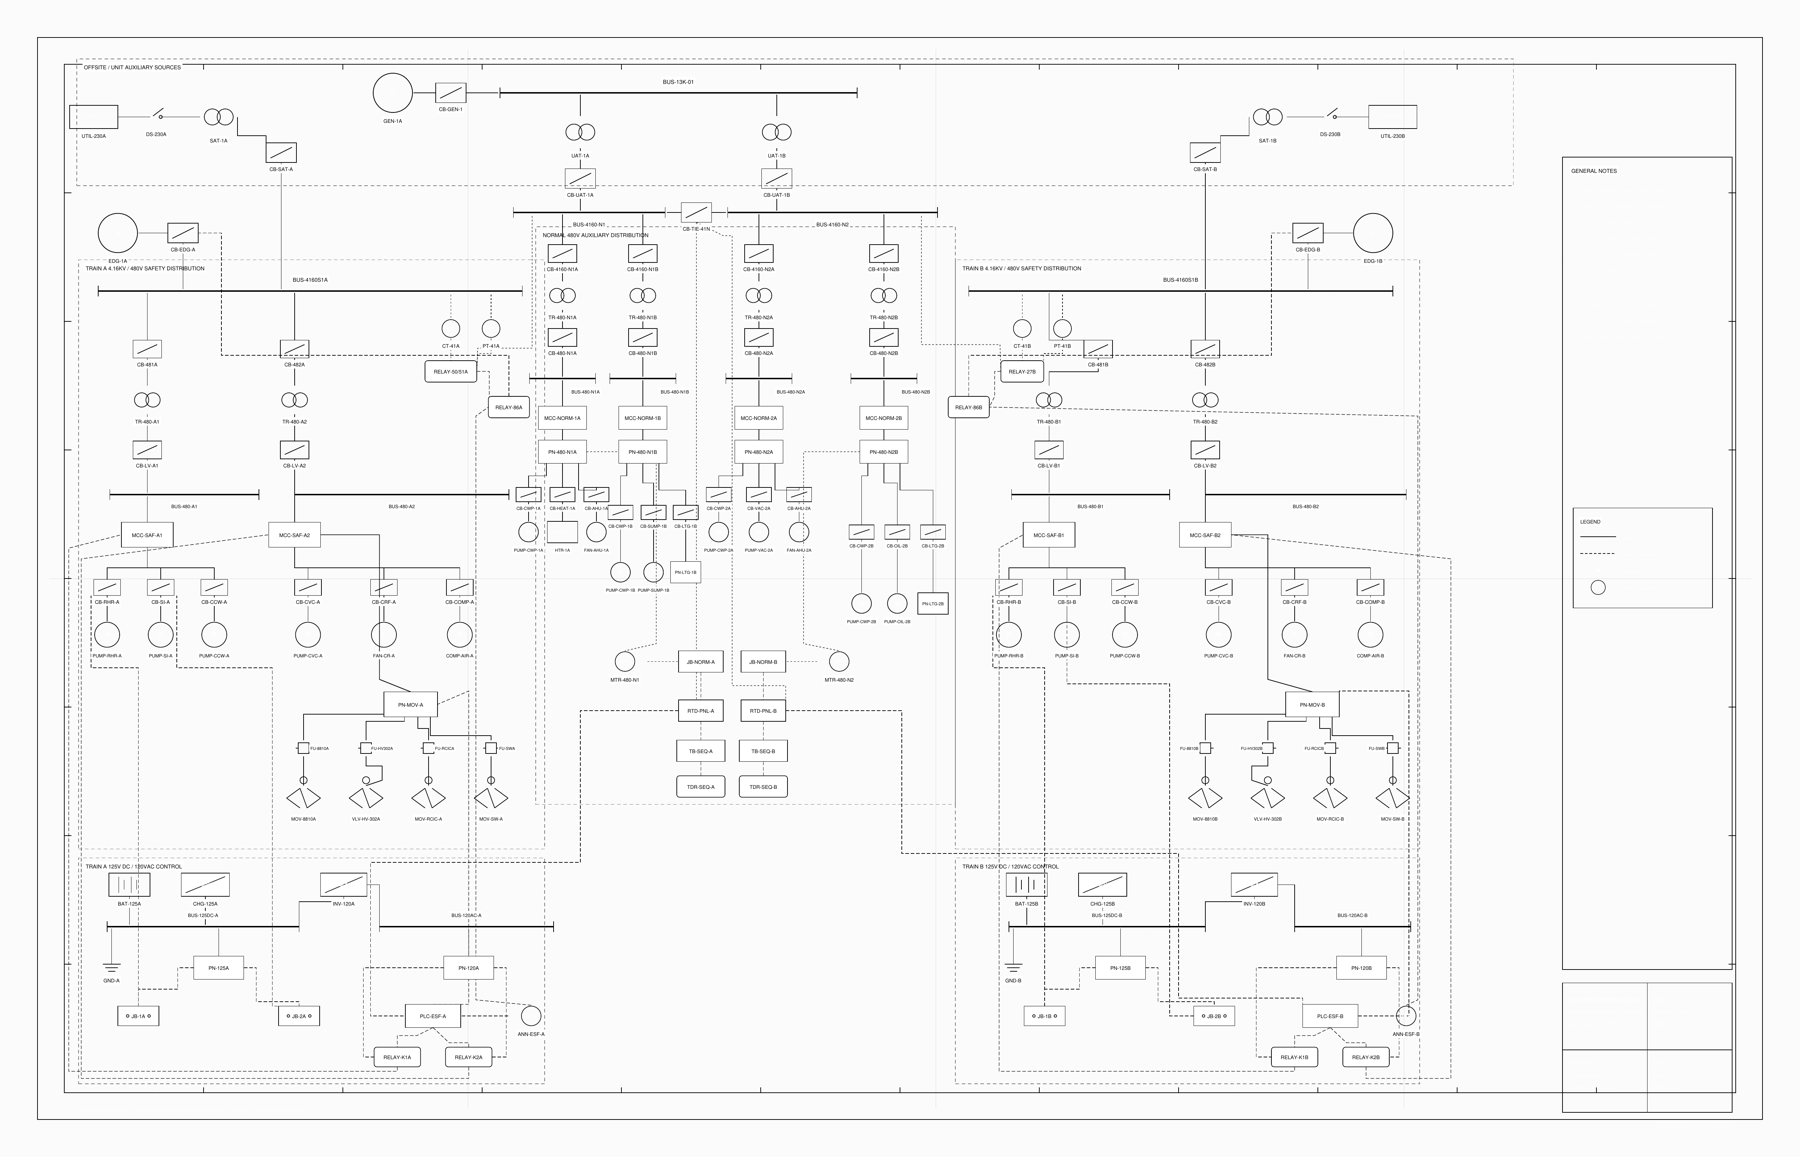 OFFSITE / UNIT AUXILIARY SOURCES
BUS-13K-01
GENERAL NOTES
UTIL-230A
DS-230A
SAT-1A
GEN-1A
CB-GEN-1
SAT-1B
DS-230B
UTIL-230B
UAT-1A
UAT-1B
CB-SAT-A
CB-SAT-B
CB-UAT-1A
CB-UAT-1B
BUS-4160-N1
CB-TIE-41N
BUS-4160-N2
NORMAL 480V AUXILIARY DISTRIBUTION
EDG-1A
CB-EDG-A
CB-EDG-B
EDG-1B
TRAIN A 4.16KV / 480V SAFETY DISTRIBUTION
CB-4160-N1A
CB-4160-N1B
CB-4160-N2A
CB-4160-N2B
TRAIN B 4.16KV / 480V SAFETY DISTRIBUTION
BUS-4160S1A
BUS-4160S1B
TR-480-N1A
TR-480-N1B
TR-480-N2A
TR-480-N2B
CT-41A
PT-41A
CT-41B
PT-41B
CB-480-N1A
CB-480-N1B
CB-480-N2A
CB-480-N2B
CB-481A
CB-482A
CB-481B
CB-482B
RELAY-50/51A
RELAY-27B
BUS-480-N1A
BUS-480-N1B
BUS-480-N2A
BUS-480-N2B
RELAY-86A
RELAY-86B
TR-480-A1
TR-480-A2
MCC-NORM-1A
MCC-NORM-1B
MCC-NORM-2A
MCC-NORM-2B
TR-480-B1
TR-480-B2
PN-480-N1A
PN-480-N1B
PN-480-N2A
PN-480-N2B
CB-LV-A1
CB-LV-A2
CB-LV-B1
CB-LV-B2
BUS-480-A1
BUS-480-A2
CB-CWP-1A
CB-HEAT-1A
CB-AHU-1A
CB-CWP-2A
CB-VAC-2A
CB-AHU-2A
BUS-480-B1
BUS-480-B2
CB-CWP-1B
CB-SUMP-1B
CB-LTG-1B
LEGEND
MCC-SAF-A1
MCC-SAF-A2
PUMP-CWP-1A
HTR-1A
FAN-AHU-1A
PUMP-CWP-2A
PUMP-VAC-2A
FAN-AHU-2A
CB-CWP-2B
CB-OIL-2B
CB-LTG-2B
MCC-SAF-B1
MCC-SAF-B2
PN-LTG-1B
PUMP-CWP-1B
PUMP-SUMP-1B
CB-RHR-A
CB-SI-A
CB-CCW-A
CB-CVC-A
CB-CRF-A
CB-COMP-A
PN-LTG-2B
PUMP-CWP-2B
PUMP-OIL-2B
CB-RHR-B
CB-SI-B
CB-CCW-B
CB-CVC-B
CB-CRF-B
CB-COMP-B
PUMP-RHR-A
PUMP-SI-A
PUMP-CCW-A
PUMP-CVC-A
FAN-CR-A
COMP-AIR-A
PUMP-RHR-B
PUMP-SI-B
PUMP-CCW-B
PUMP-CVC-B
FAN-CR-B
COMP-AIR-B
MTR-480-N1
JB-NORM-A
JB-NORM-B
MTR-480-N2
PN-MOV-A
RTD-PNL-A
RTD-PNL-B
PN-MOV-B
FU-8810A
FU-HV302A
FU-RCICA
FU-SWA
TB-SEQ-A
TB-SEQ-B
FU-8810B
FU-HV302B
FU-RCICB
FU-SWB
TDR-SEQ-A
TDR-SEQ-B
MOV-8810A
VLV-HV-302A
MOV-RCIC-A
MOV-SW-A
MOV-8810B
VLV-HV-302B
MOV-RCIC-B
MOV-SW-B
TRAIN A 125V DC / 120VAC CONTROL
TRAIN B 125V DC / 120VAC CONTROL
BAT-125A
CHG-125A
INV-120A
BAT-125B
CHG-125B
INV-120B
BUS-125DC-A
BUS-120AC-A
BUS-125DC-B
BUS-120AC-B
GND-A
PN-125A
PN-120A
GND-B
PN-125B
PN-120B
JB-1A
JB-2A
PLC-ESF-A
ANN-ESF-A
JB-1B
JB-2B
PLC-ESF-B
ANN-ESF-B
RELAY-K1A
RELAY-K2A
RELAY-K1B
RELAY-K2B